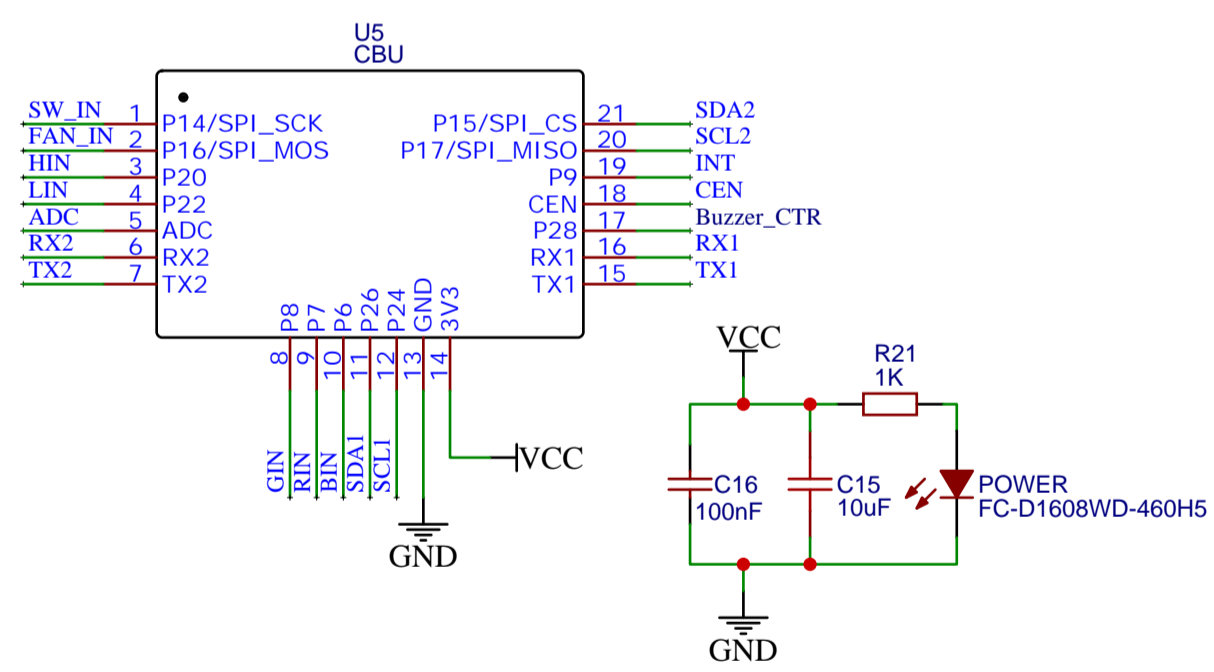 U5
CBU
SW_IN 1 P14/SPI_SCK P15/SPI_CS 21 SDA2
FAN_IN 2 P16/SPI_MOS P17/SPI_MISO 20 SCL2
HIN 3 P20 P9 19 INT
LIN 4 P22 CEN 18 CEN
ADC 5 ADC P28 17 Buzzer_CTR
RX2 6 RX2 RX1 16 RX1
TX2 7 TX2 TX1 15 TX1
P8 P7 P6 P26 P24 GND 3V3
8 9 10 11 12 13 14
GIN RIN BIN SDA1 SCL1
VCC
GND
VCC
R21
1K
C16
100nF
C15
10uF
POWER
FC-D1608WD-460H5
GND